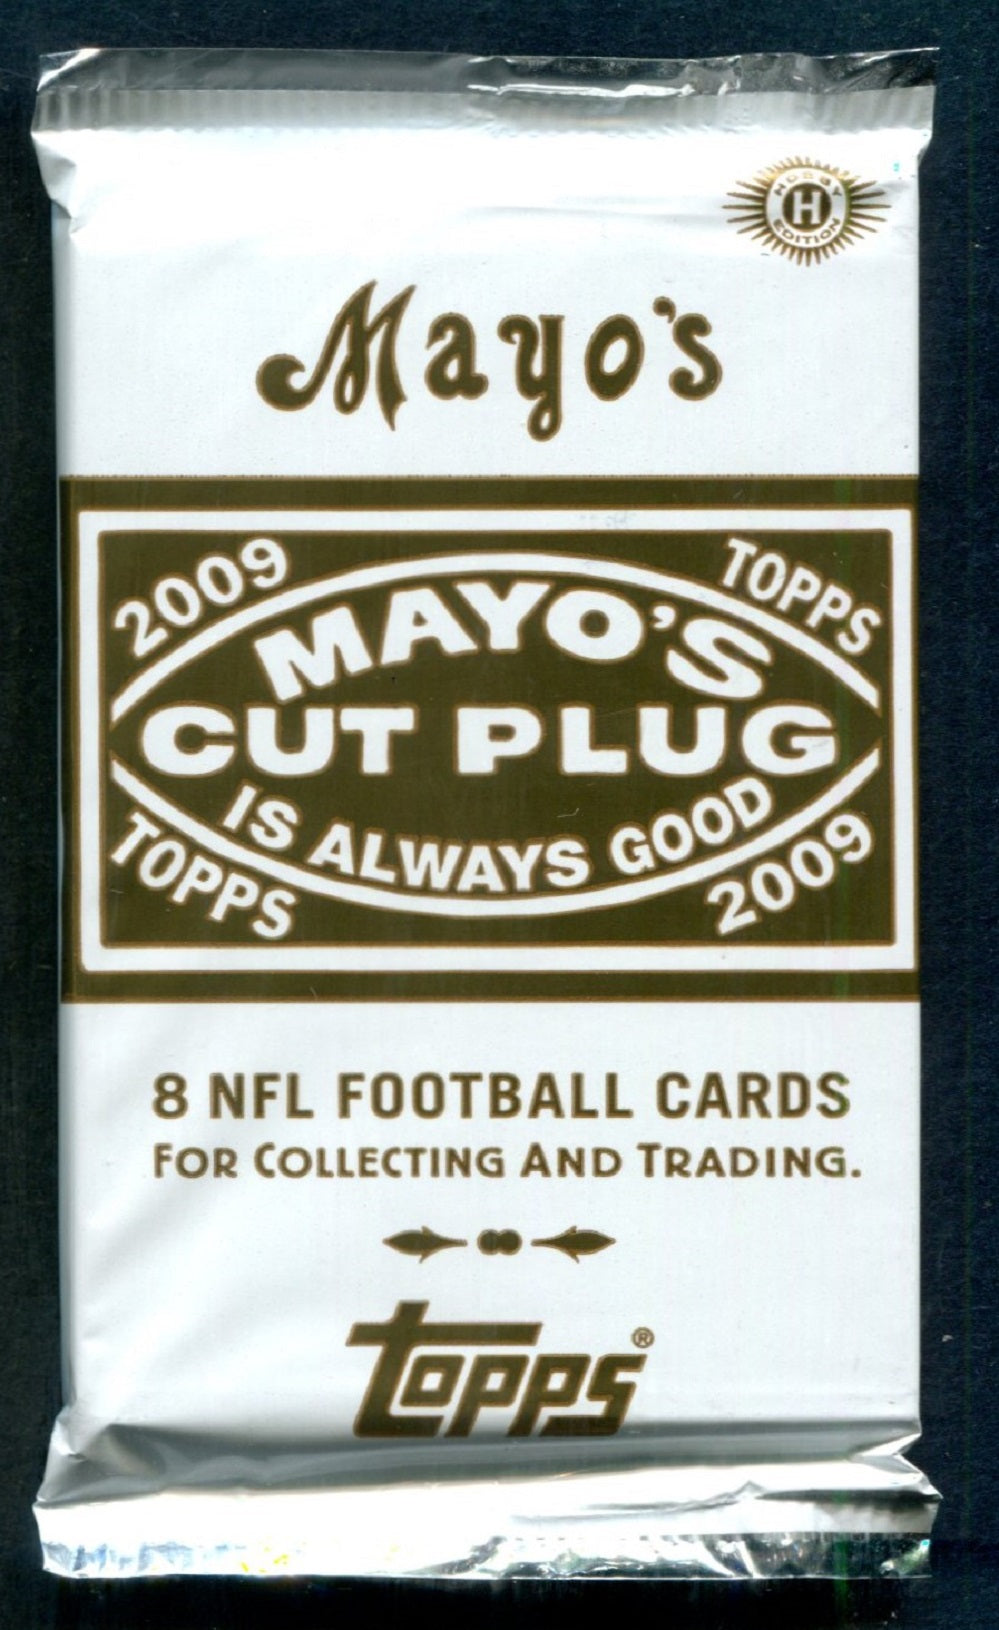 HOBBY
H
EDITION
Mayo's
2009
TOPPS
MAYO'S
CUT PLUG
IS ALWAYS GOOD
TOPPS
2009
8 NFL FOOTBALL CARDS
FOR COLLECTING AND TRADING.
topps®